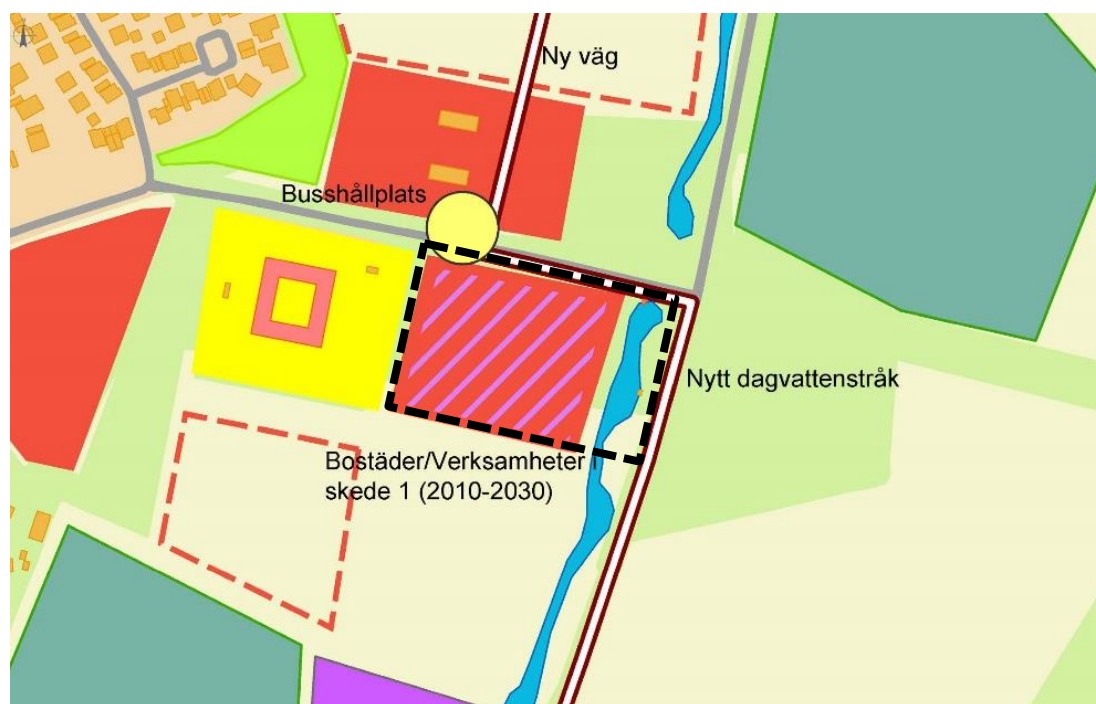 Ny väg
Busshållplats
Nytt dagvattenstråk
Bostäder/Verksamheter i
skede 1 (2010-2030)